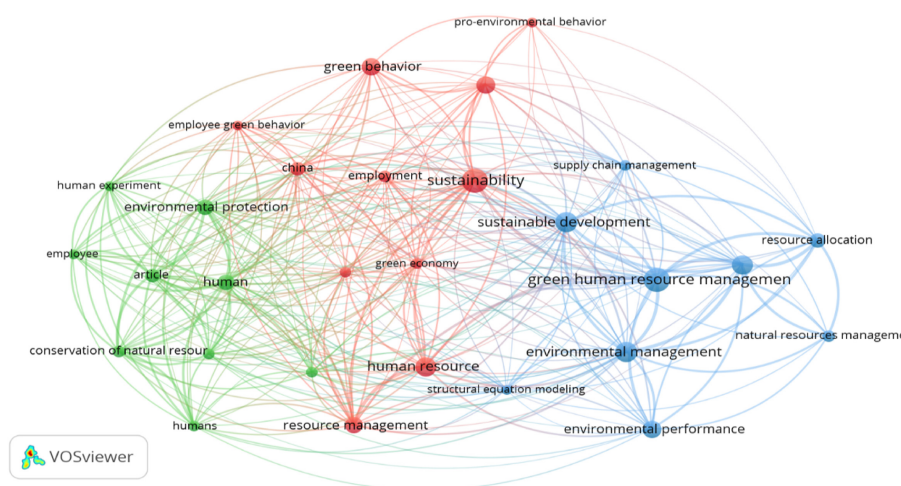 pro-environmental behavior
green behavior
employee green behavior
china
employment
sustainability
supply chain management
human experiment
environmental protection
sustainable development
resource allocation
employee
article
human
green economy
green human resource managemen
natural resources manageme
conservation of natural resour
environmental management
human resource
structural equation modeling
humans
resource management
environmental performance
VOSviewer